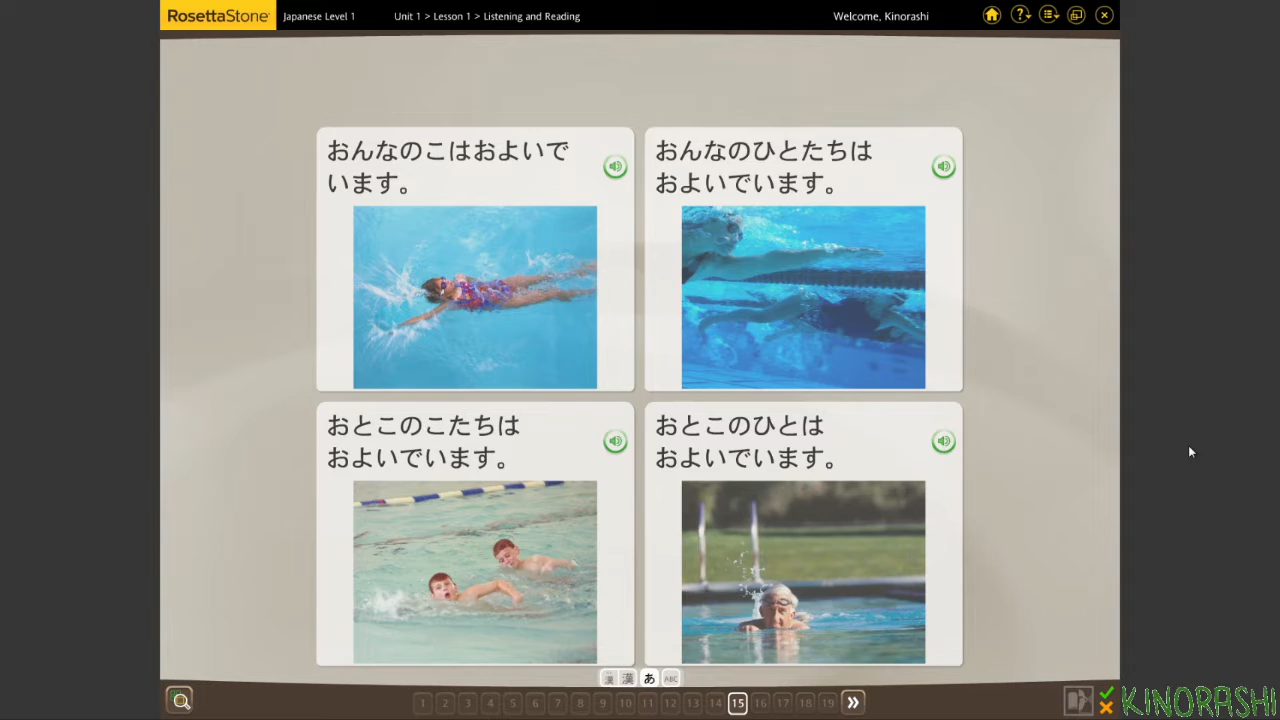 RosettaStone
Japanese Level 1
Unit 1 > Lesson 1 > Listening and Reading
Welcome, Kinorashi
おんなのこはおよいで
います。
おんなのひとたちは
およいでいます。
おとこのこたちは
およいでいます。
おとこのひとは
およいでいます。
漢 漢 あ ABC
1 2 3 4 5 6 7 8 9 10 11 12 13 14 15 16 17 18 19
KINORASHI